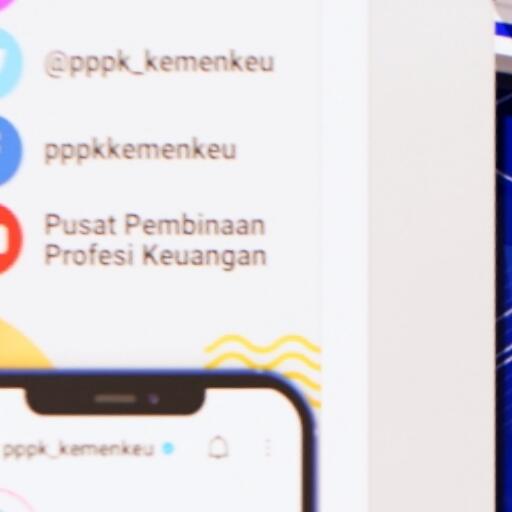 @pppk_kemenkeu
pppkkemenkeu
Pusat Pembinaan
Profesi Keuangan
pppk_kemenkeu